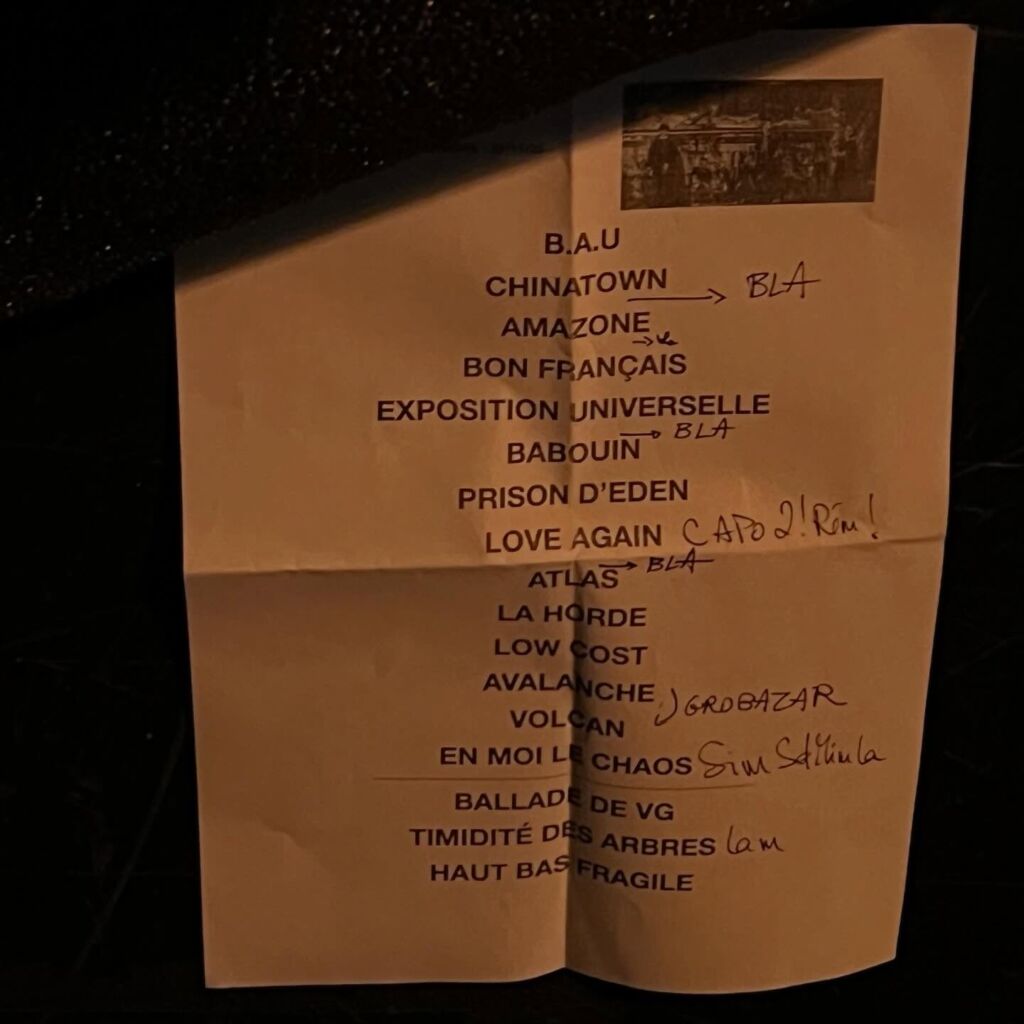 B.A.U
CHINATOWN → BLA
AMAZONE
BON FRANÇAIS
EXPOSITION UNIVERSELLE
BABOUIN → BLA
PRISON D'EDEN
LOVE AGAIN CAPO 2! Rém!
ATLAS → BLA
LA HORDE
LOW COST
AVALANCHE
VOLCAN GROBAZAR
EN MOI LE CHAOS Sim
BALLADE DE VG
TIMIDITÉ DES ARBRES Lam
HAUT BAS FRAGILE